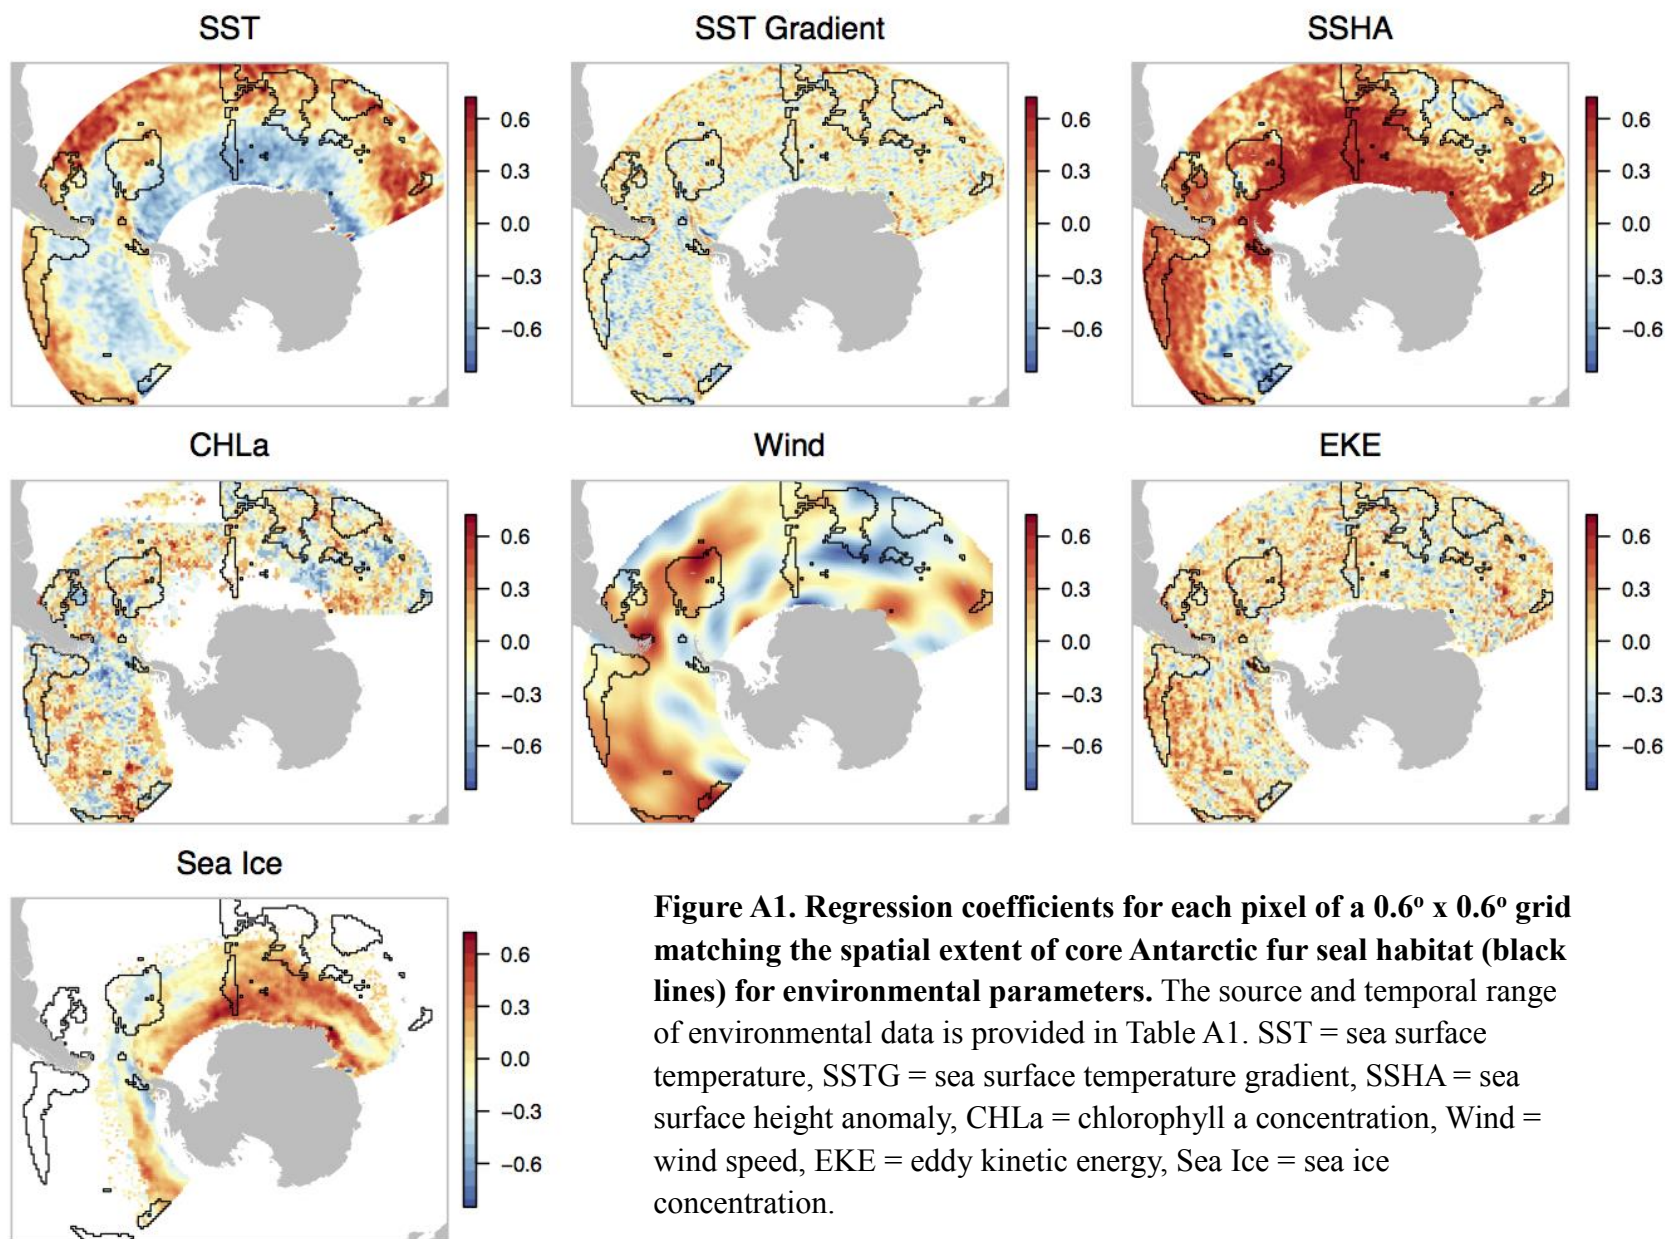 SST
SST Gradient
SSHA
0.6
0.3
0.0
−0.3
−0.6
0.6
0.3
0.0
−0.3
−0.6
0.6
0.3
0.0
−0.3
−0.6
CHLa
Wind
EKE
0.6
0.3
0.0
−0.3
−0.6
0.6
0.3
0.0
−0.3
−0.6
0.6
0.3
0.0
−0.3
−0.6
Sea Ice
0.6
0.3
0.0
−0.3
−0.6
Figure A1. Regression coefficients for each pixel of a 0.6º x 0.6º grid
matching the spatial extent of core Antarctic fur seal habitat (black
lines) for environmental parameters. The source and temporal range
of environmental data is provided in Table A1. SST = sea surface
temperature, SSTG = sea surface temperature gradient, SSHA = sea
surface height anomaly, CHLa = chlorophyll a concentration, Wind =
wind speed, EKE = eddy kinetic energy, Sea Ice = sea ice
concentration.